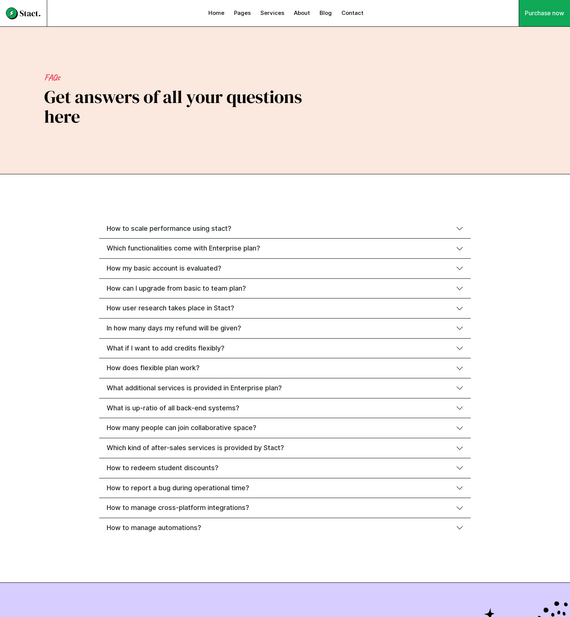 Stact.
Home Pages Services About Blog Contact
Purchase now
FAQs
Get answers of all your questions
here
How to scale performance using stact?
Which functionalities come with Enterprise plan?
How my basic account is evaluated?
How can I upgrade from basic to team plan?
How user research takes place in Stact?
In how many days my refund will be given?
What if I want to add credits flexibly?
How does flexible plan work?
What additional services is provided in Enterprise plan?
What is up-ratio of all back-end systems?
How many people can join collaborative space?
Which kind of after-sales services is provided by Stact?
How to redeem student discounts?
How to report a bug during operational time?
How to manage cross-platform integrations?
How to manage automations?